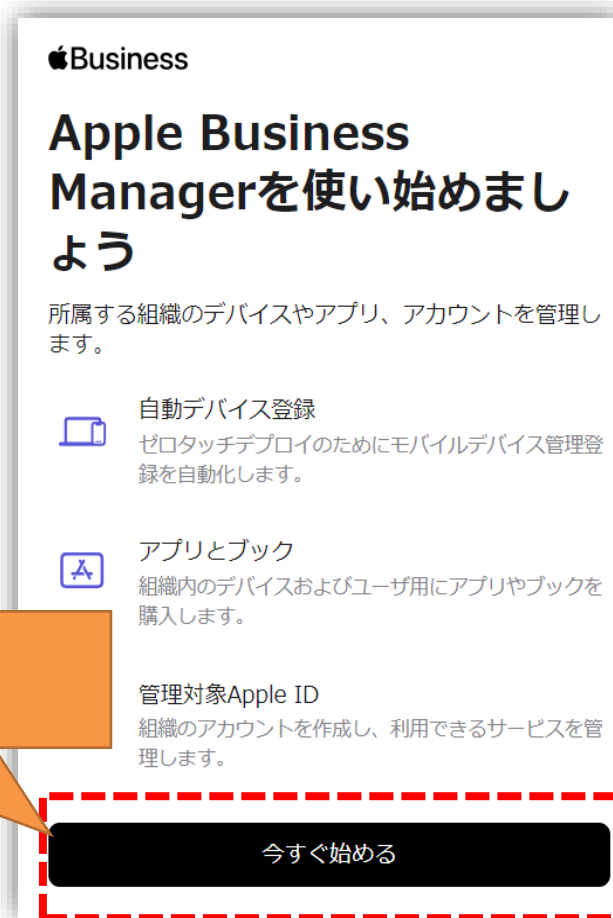 Business
Apple Business
Managerを使い始めまし
ょう
所属する組織のデバイスやアプリ、アカウントを管理し
ます。
自動デバイス登録
ゼロタッチデプロイのためにモバイルデバイス管理登
録を自動化します。
アプリとブック
組織内のデバイスおよびユーザ用にアプリやブックを
購入します。
管理対象Apple ID
組織のアカウントを作成し、利用できるサービスを管
理します。
今すぐ始める